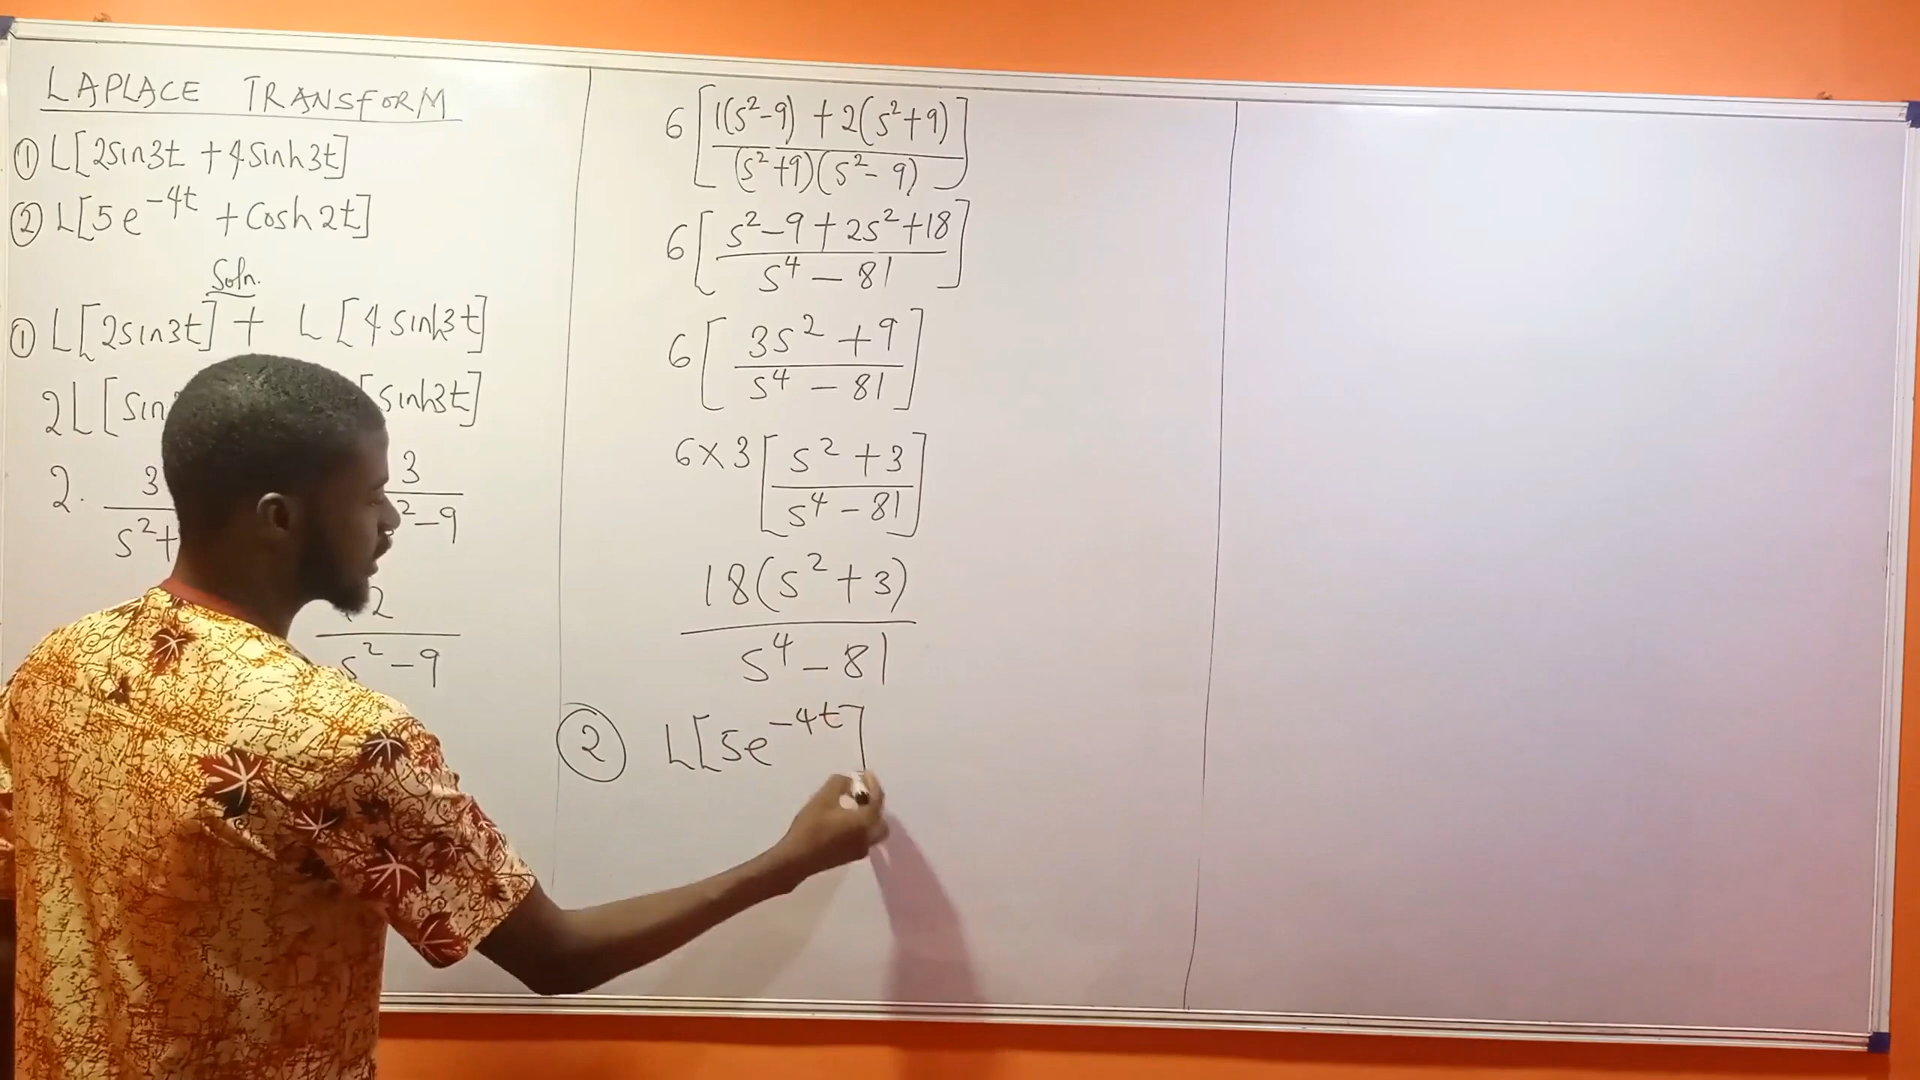 LAPLACE TRANSFORM
① L[2sin3t + 4sinh3t]
② L[5e^-4t + Cosh2t]
Soln.
① L[2sin3t] + L[4sinh3t]
2L[sin [sinh3t]
2. 3/s²+ 3/²-9
2/s²-9
6[1(s²-9) + 2(s²+9)/(s²+9)(s²-9)]
6[s²-9+2s²+18/s⁴-81]
6[3s²+9/s⁴-81]
6×3[s²+3/s⁴-81]
18(s²+3)/s⁴-81
② L[5e^-4t]